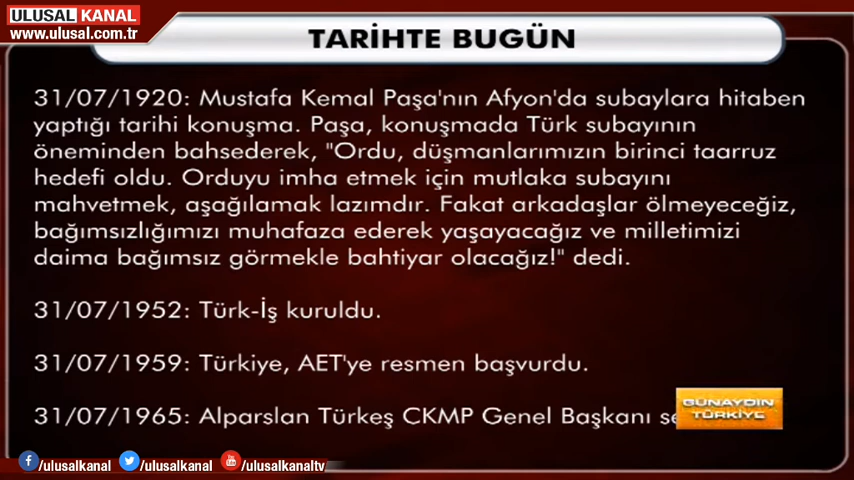 ULUSAL KANAL
www.ulusal.com.tr
TARİHTE BUGÜN
31/07/1920: Mustafa Kemal Paşa'nın Afyon'da subaylara hitaben
yaptığı tarihi konuşma. Paşa, konuşmada Türk subayının
öneminden bahsederek, "Ordu, düşmanlarımızın birinci taarruz
hedefi oldu. Orduyu imha etmek için mutlaka subayını
mahvetmek, aşağılamak lazımdır. Fakat arkadaşlar ölmeyeceğiz,
bağımsızlığımızı muhafaza ederek yaşayacağız ve milletimizi
daima bağımsız görmekle bahtiyar olacağız!" dedi.
31/07/1952: Türk-İş kuruldu.
31/07/1959: Türkiye, AET'ye resmen başvurdu.
31/07/1965: Alparslan Türkeş CKMP Genel Başkanı
GÜNAYDIN
TÜRKİYE
/ulusalkanal /ulusalkanal /ulusalkanaltv